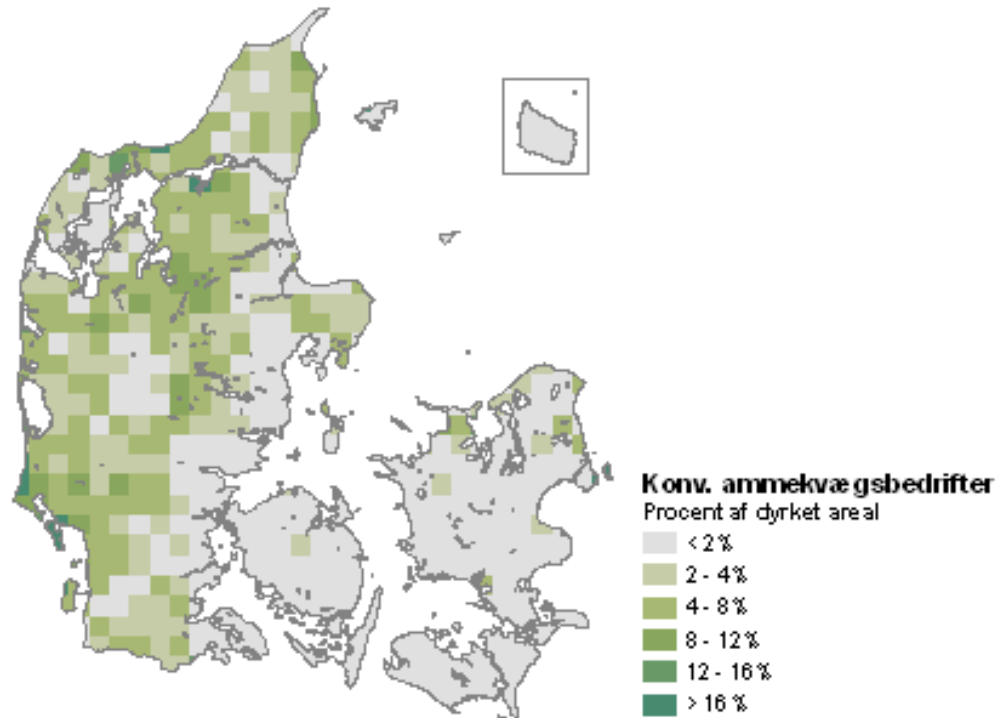 Konv. ammekvægsbedrifter
Procent af dyrket areal
< 2 %
2 - 4 %
4 - 8 %
8 - 12 %
12 - 16 %
> 16 %